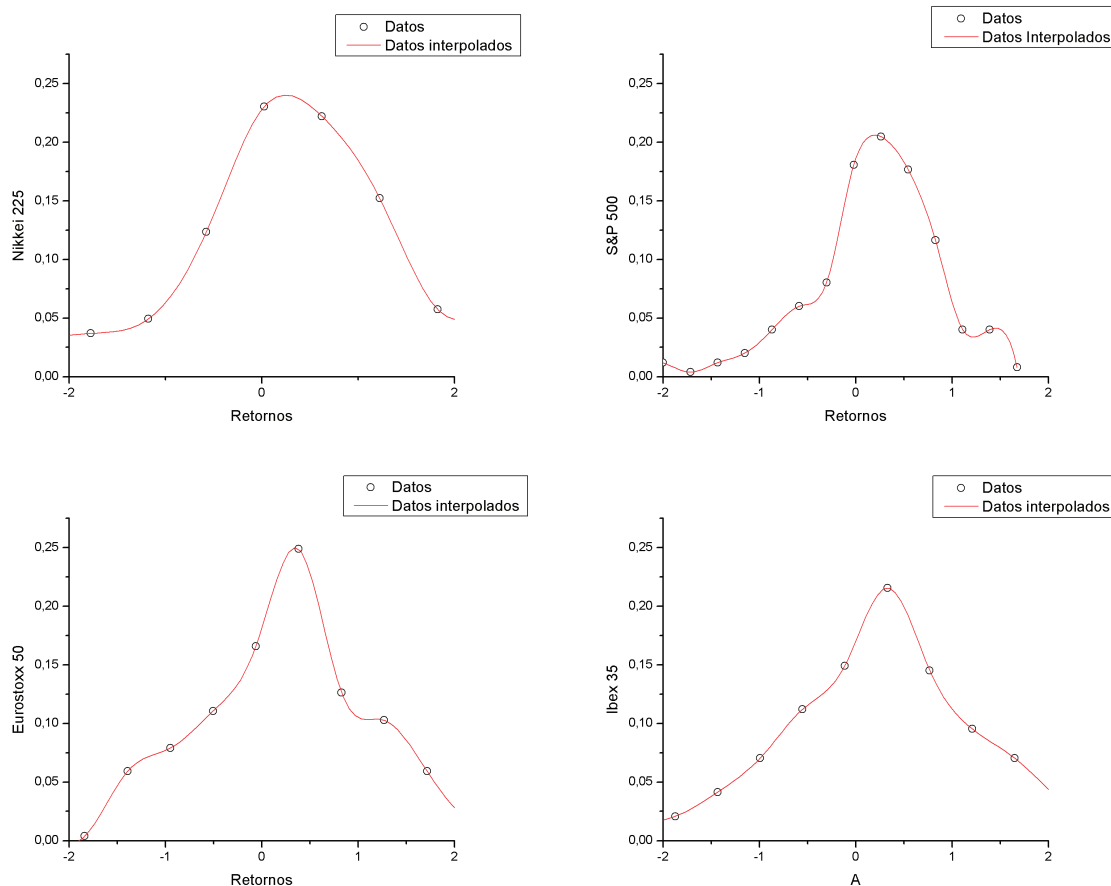 Datos
Datos interpolados
Nikkei 225
0,25
0,20
0,15
0,10
0,05
0,00
-2
0
2
Retornos
Datos
Datos Interpolados
S&P 500
0,25
0,20
0,15
0,10
0,05
0,00
-2
-1
0
1
2
Retornos
Datos
Datos interpolados
Eurostoxx 50
0,25
0,20
0,15
0,10
0,05
0,00
-2
-1
0
1
2
Retornos
Datos
Datos interpolados
Ibex 35
0,25
0,20
0,15
0,10
0,05
0,00
-2
-1
0
1
2
A